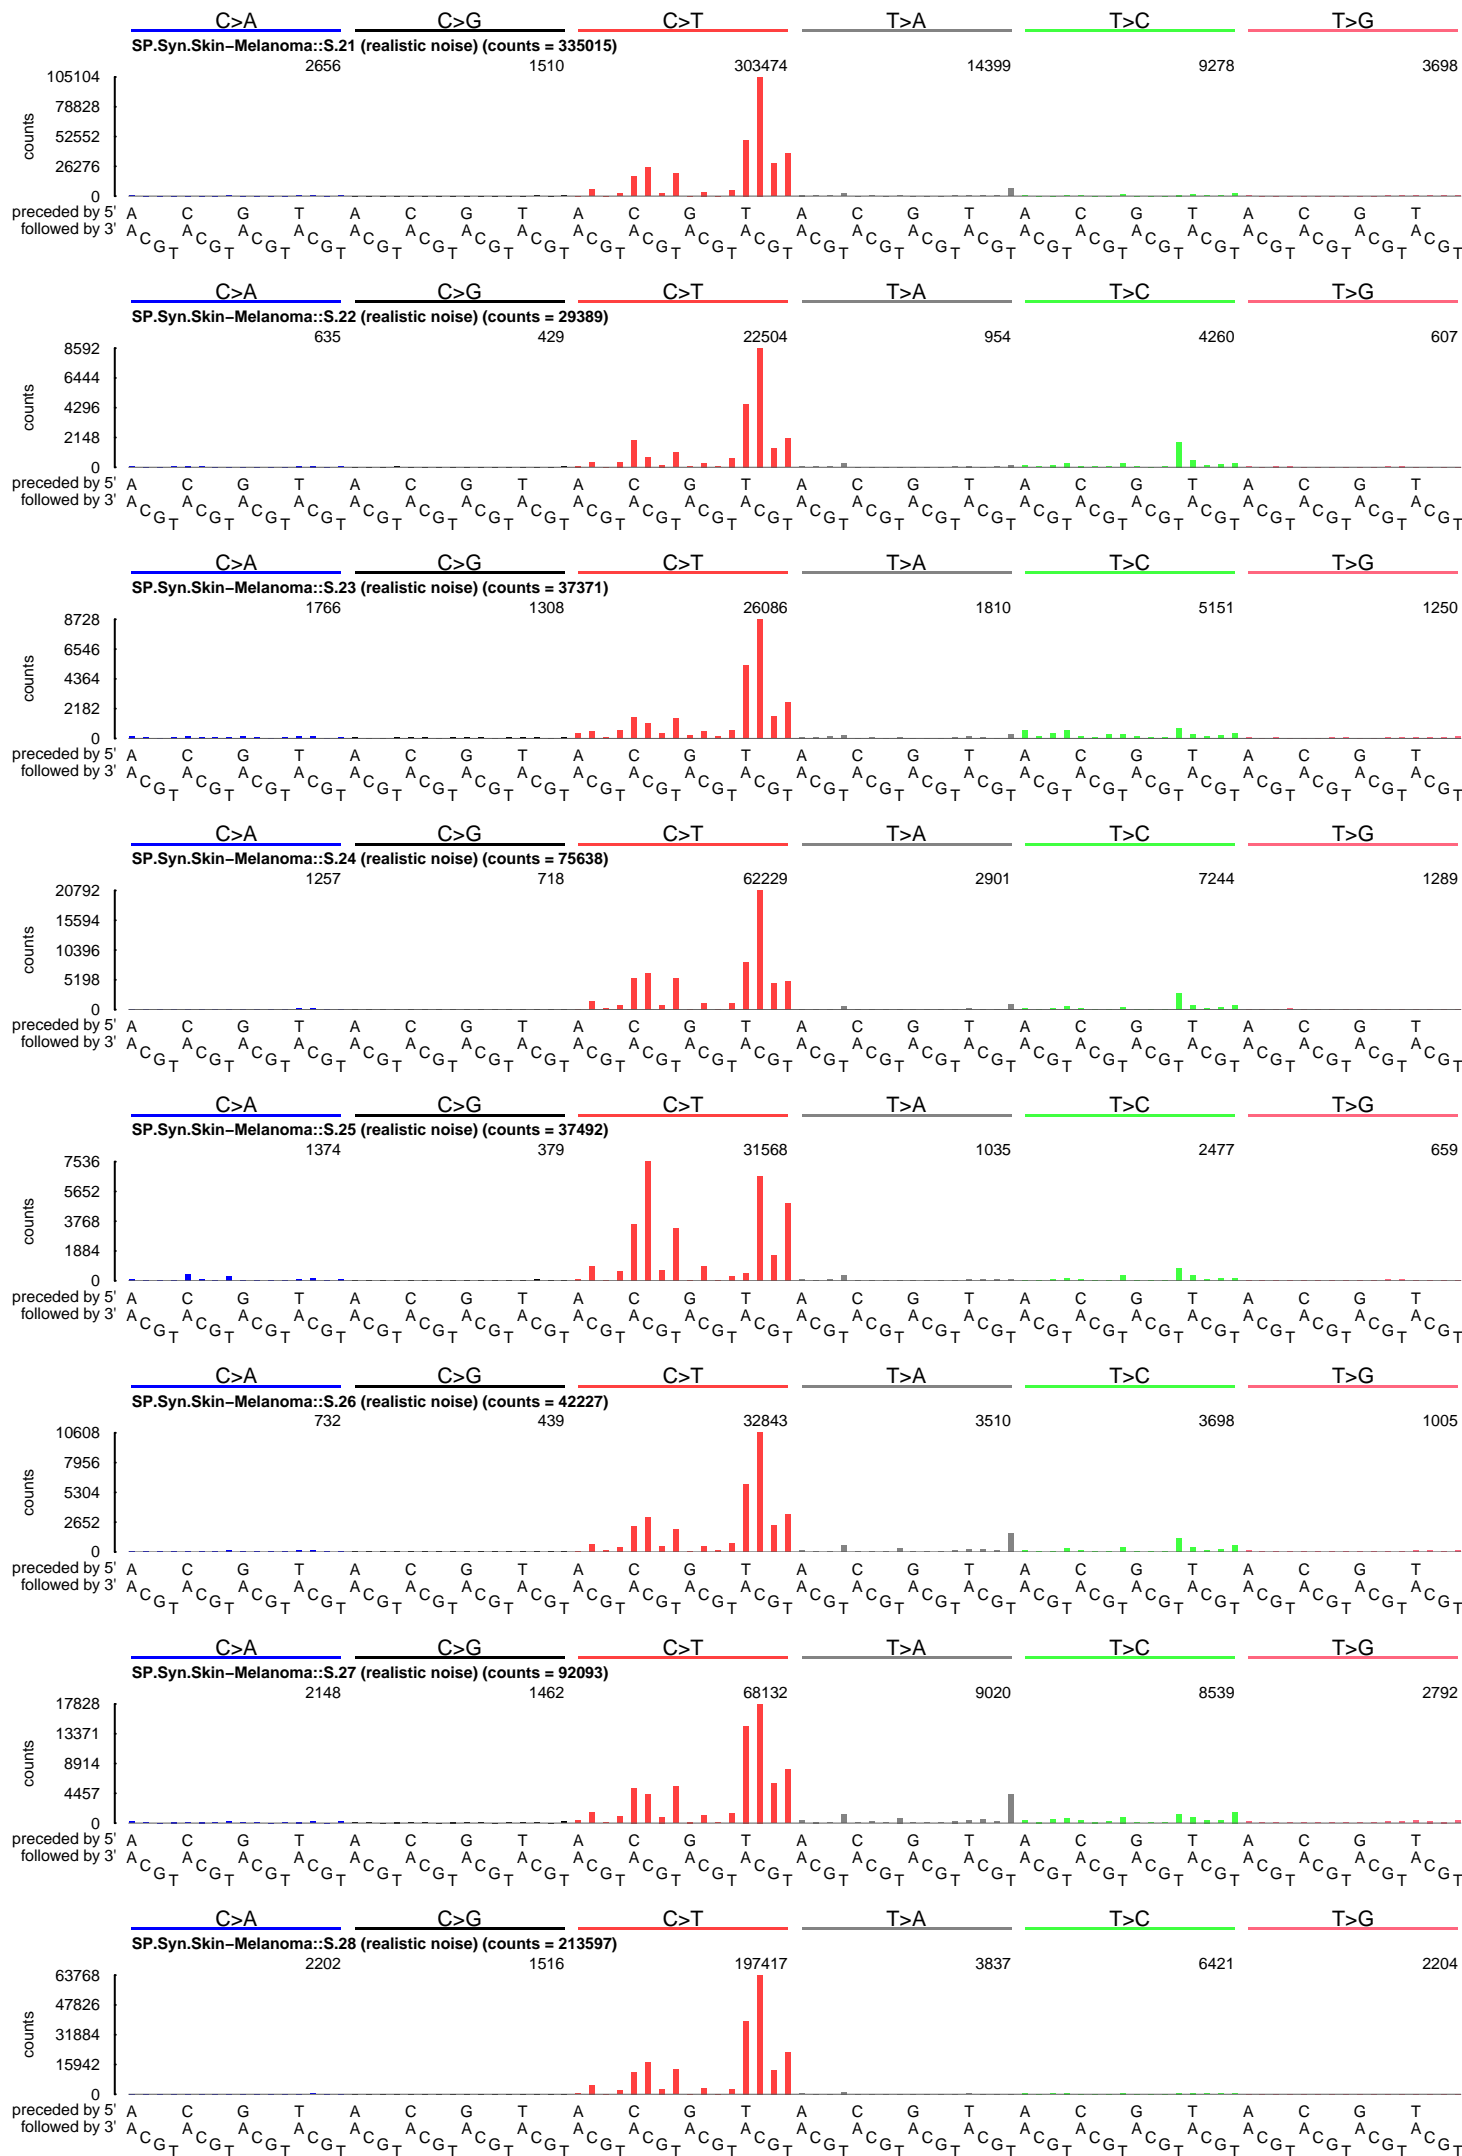 C>A C>G C>T T>A T>C T>G
SP.Syn.Skin−Melanoma::S.21 (realistic noise) (counts = 335015)
2656 1510 303474 14399 9278 3698
105104
78828
52552
26276
0
counts
preceded by 5' A C G T A C G T A C G T A C G T A C G T A C G T
followed by 3' A C G T A C G T A C G T A C G T A C G T A C G T A C G T A C G T A C G T A C G T A C G T A C G T A C G T A C G T A C G T A C G T A C G T A C G T A C G T A C G T A C G T A C G T A C G T A C G T
C>A C>G C>T T>A T>C T>G
SP.Syn.Skin−Melanoma::S.22 (realistic noise) (counts = 29389)
635 429 22504 954 4260 607
8592
6444
4296
2148
0
counts
preceded by 5' A C G T A C G T A C G T A C G T A C G T A C G T
followed by 3' A C G T A C G T A C G T A C G T A C G T A C G T A C G T A C G T A C G T A C G T A C G T A C G T A C G T A C G T A C G T A C G T A C G T A C G T A C G T A C G T A C G T A C G T A C G T A C G T
C>A C>G C>T T>A T>C T>G
SP.Syn.Skin−Melanoma::S.23 (realistic noise) (counts = 37371)
1766 1308 26086 1810 5151 1250
8728
6546
4364
2182
0
counts
preceded by 5' A C G T A C G T A C G T A C G T A C G T A C G T
followed by 3' A C G T A C G T A C G T A C G T A C G T A C G T A C G T A C G T A C G T A C G T A C G T A C G T A C G T A C G T A C G T A C G T A C G T A C G T A C G T A C G T A C G T A C G T A C G T A C G T
C>A C>G C>T T>A T>C T>G
SP.Syn.Skin−Melanoma::S.24 (realistic noise) (counts = 75638)
1257 718 62229 2901 7244 1289
20792
15594
10396
5198
0
counts
preceded by 5' A C G T A C G T A C G T A C G T A C G T A C G T
followed by 3' A C G T A C G T A C G T A C G T A C G T A C G T A C G T A C G T A C G T A C G T A C G T A C G T A C G T A C G T A C G T A C G T A C G T A C G T A C G T A C G T A C G T A C G T A C G T A C G T
C>A C>G C>T T>A T>C T>G
SP.Syn.Skin−Melanoma::S.25 (realistic noise) (counts = 37492)
1374 379 31568 1035 2477 659
7536
5652
3768
1884
0
counts
preceded by 5' A C G T A C G T A C G T A C G T A C G T A C G T
followed by 3' A C G T A C G T A C G T A C G T A C G T A C G T A C G T A C G T A C G T A C G T A C G T A C G T A C G T A C G T A C G T A C G T A C G T A C G T A C G T A C G T A C G T A C G T A C G T A C G T
C>A C>G C>T T>A T>C T>G
SP.Syn.Skin−Melanoma::S.26 (realistic noise) (counts = 42227)
732 439 32843 3510 3698 1005
10608
7956
5304
2652
0
counts
preceded by 5' A C G T A C G T A C G T A C G T A C G T A C G T
followed by 3' A C G T A C G T A C G T A C G T A C G T A C G T A C G T A C G T A C G T A C G T A C G T A C G T A C G T A C G T A C G T A C G T A C G T A C G T A C G T A C G T A C G T A C G T A C G T A C G T
C>A C>G C>T T>A T>C T>G
SP.Syn.Skin−Melanoma::S.27 (realistic noise) (counts = 92093)
2148 1462 68132 9020 8539 2792
17828
13371
8914
4457
0
counts
preceded by 5' A C G T A C G T A C G T A C G T A C G T A C G T
followed by 3' A C G T A C G T A C G T A C G T A C G T A C G T A C G T A C G T A C G T A C G T A C G T A C G T A C G T A C G T A C G T A C G T A C G T A C G T A C G T A C G T A C G T A C G T A C G T A C G T
C>A C>G C>T T>A T>C T>G
SP.Syn.Skin−Melanoma::S.28 (realistic noise) (counts = 213597)
2202 1516 197417 3837 6421 2204
63768
47826
31884
15942
0
counts
preceded by 5' A C G T A C G T A C G T A C G T A C G T A C G T
followed by 3' A C G T A C G T A C G T A C G T A C G T A C G T A C G T A C G T A C G T A C G T A C G T A C G T A C G T A C G T A C G T A C G T A C G T A C G T A C G T A C G T A C G T A C G T A C G T A C G T